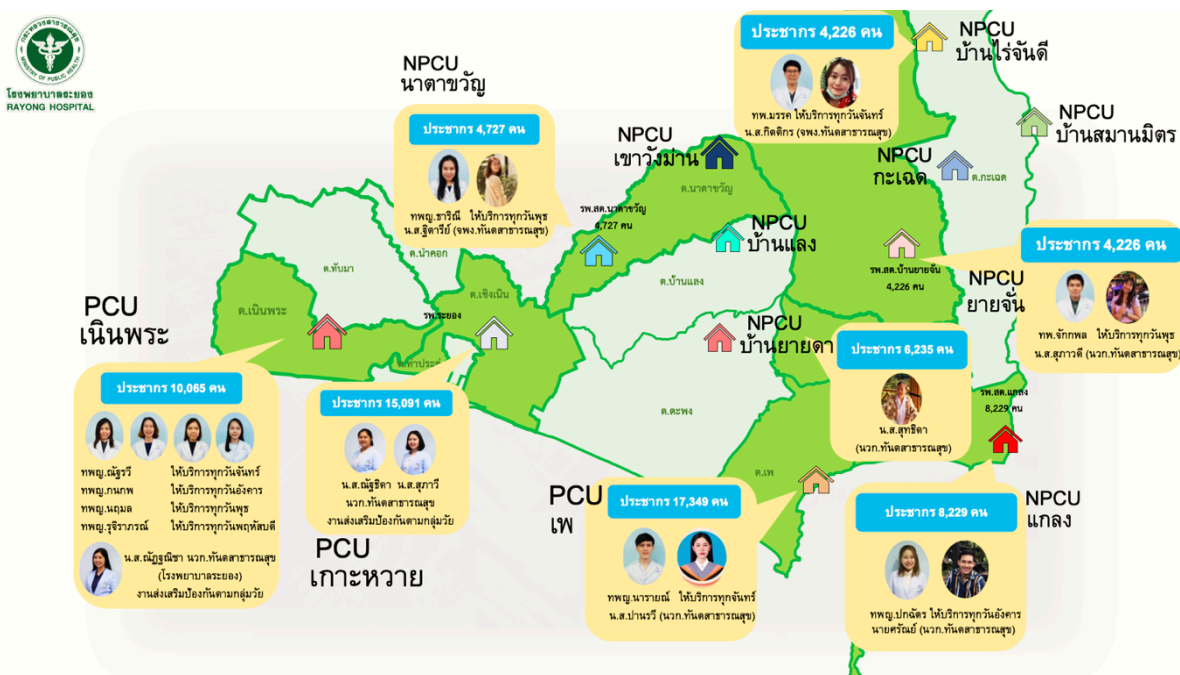 กระทรวงสาธารณสุข
MINISTRY OF PUBLIC HEALTH
โรงพยาบาลระยอง
RAYONG HOSPITAL
NPCU
นาตาขวัญ
ประชากร 4,727 คน
ทพญ.ธาริณี ให้บริการทุกวันพุธ
น.ส.ฐิตารีย์ (จพง.ทันตสาธารณสุข)
ประชากร 4,226 คน
ทพ.มรรค ให้บริการทุกวันจันทร์
น.ส.กิตติกร (จพง.ทันตสาธารณสุข)
NPCU
บ้านไร่จันดี
NPCU
บ้านสมานมิตร
NPCU
เขาวังม่าน
NPCU
กะเฉด
ต.กะเฉด
ต.นาตาขวัญ
รพ.สต.นาตาขวัญ
4,727 คน
NPCU
บ้านแลง
ต.บ้านแลง
รพ.สต.บ้านยายจั่น
4,226 คน
NPCU
ยายจั่น
ประชากร 4,226 คน
ทพ.จักกพล ให้บริการทุกวันพุธ
น.ส.สุภาวดี (นวก.ทันตสาธารณสุข)
ต.ทับมา
ต.น้ำคอก
ต.เนินพระ
ต.เชิงเนิน
รพ.ระยอง
ต.ท่าประดู่
PCU
เนินพระ
ประชากร 10,065 คน
ทพญ.ณัฐรวี ให้บริการทุกวันจันทร์
ทพญ.กนกพ ให้บริการทุกวันอังคาร
ทพญ.นฤมล ให้บริการทุกวันพุธ
ทพญ.รุจิราภรณ์ ให้บริการทุกวันพฤหัสบดี
น.ส.ณัฏฐณิชา นวก.ทันตสาธารณสุข
(โรงพยาบาลระยอง)
งานส่งเสริมป้องกันตามกลุ่มวัย
ประชากร 15,091 คน
น.ส.ณัฐธิดา น.ส.สุภาวี
นวก.ทันตสาธารณสุข
งานส่งเสริมป้องกันตามกลุ่มวัย
PCU
เกาะหวาย
NPCU
บ้านยายดา
ต.ตะพง
ประชากร 6,235 คน
น.ส.สุทธิดา
(นวก.ทันตสาธารณสุข)
รพ.สต.แกลง
8,229 คน
ต.เพ
PCU
เพ
ประชากร 17,349 คน
ทพญ.นารายณ์ ให้บริการทุกจันทร์
น.ส.ปานรวี (นวก.ทันตสาธารณสุข)
NPCU
แกลง
ประชากร 8,229 คน
ทพญ.ปกฉัตร ให้บริการทุกวันอังคาร
นายศรัณย์ (นวก.ทันตสาธารณสุข)